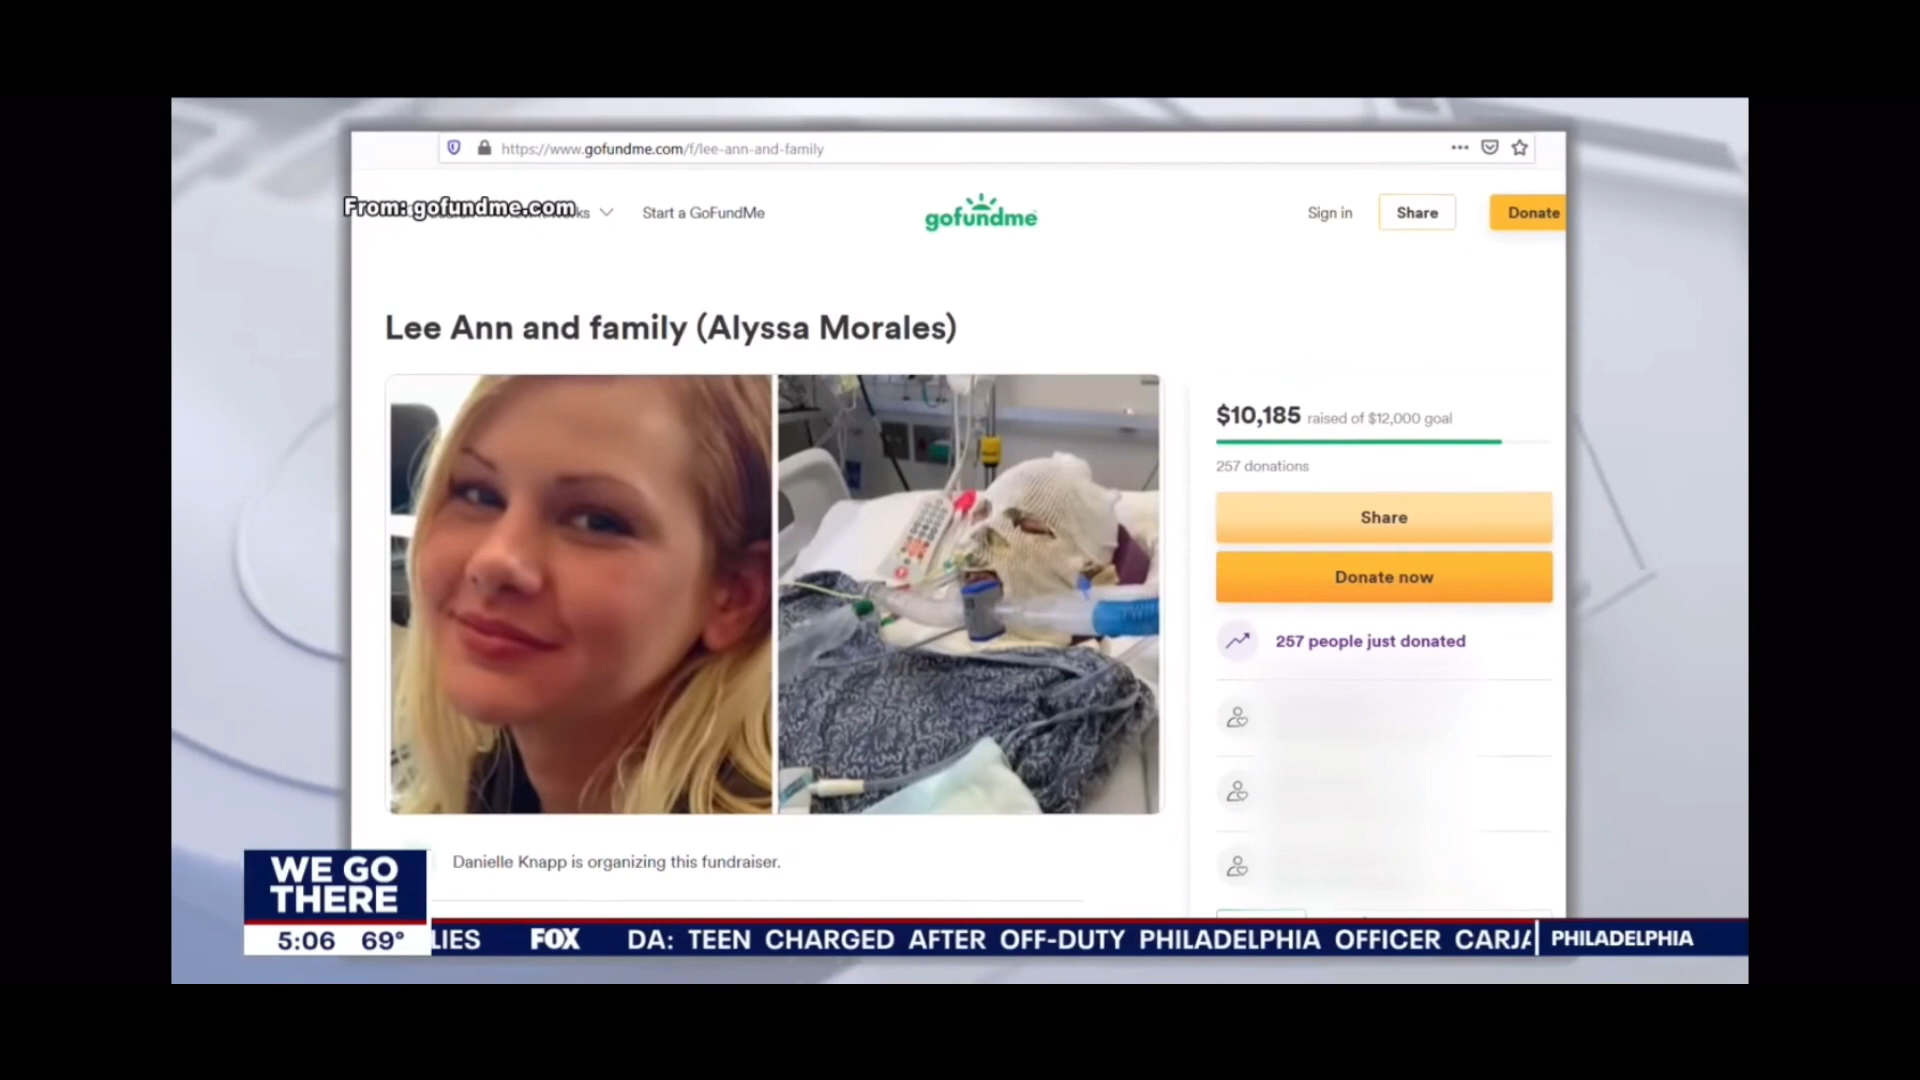 https://www.gofundme.com/f/lee-ann-and-family
From: gofundme.com
Start a GoFundMe
gofundme
Sign in
Share
Donate
Lee Ann and family (Alyssa Morales)
$10,185 raised of $12,000 goal
257 donations
Share
Donate now
257 people just donated
Danielle Knapp is organizing this fundraiser.
WE GO
THERE
5:06 69°
LIES FOX DA: TEEN CHARGED AFTER OFF-DUTY PHILADELPHIA OFFICER CARJA
PHILADELPHIA